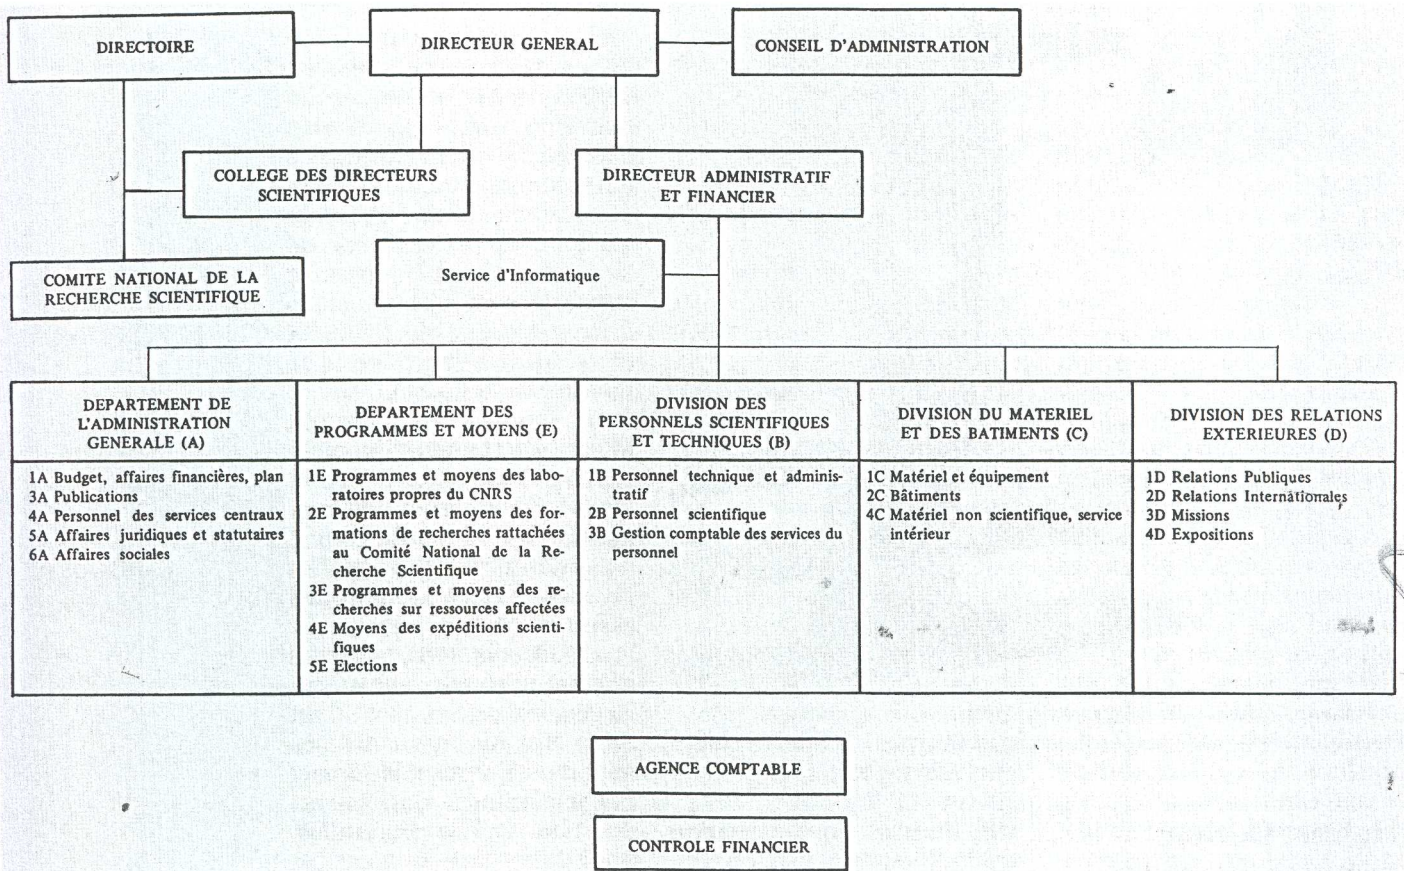 DIRECTOIRE
DIRECTEUR GENERAL
CONSEIL D'ADMINISTRATION
COLLEGE DES DIRECTEURS
SCIENTIFIQUES
DIRECTEUR ADMINISTRATIF
ET FINANCIER
COMITE NATIONAL DE LA
RECHERCHE SCIENTIFIQUE
Service d'Informatique
DEPARTEMENT DE
L'ADMINISTRATION
GENERALE (A)
1A Budget, affaires financières, plan
3A Publications
4A Personnel des services centraux
5A Affaires juridiques et statutaires
6A Affaires sociales
DEPARTEMENT DES
PROGRAMMES ET MOYENS (E)
1E Programmes et moyens des labo-
ratoires propres du CNRS
2E Programmes et moyens des for-
mations de recherches rattachées
au Comité National de la Re-
cherche Scientifique
3E Programmes et moyens des re-
cherches sur ressources affectées
4E Moyens des expéditions scienti-
fiques
5E Elections
DIVISION DES
PERSONNELS SCIENTIFIQUES
ET TECHNIQUES (B)
1B Personnel technique et adminis-
tratif
2B Personnel scientifique
3B Gestion comptable des services du
personnel
DIVISION DU MATERIEL
ET DES BATIMENTS (C)
1C Matériel et équipement
2C Bâtiments
4C Matériel non scientifique, service
intérieur
DIVISION DES RELATIONS
EXTERIEURES (D)
1D Relations Publiques
2D Relations Internationales
3D Missions
4D Expositions
AGENCE COMPTABLE
CONTROLE FINANCIER